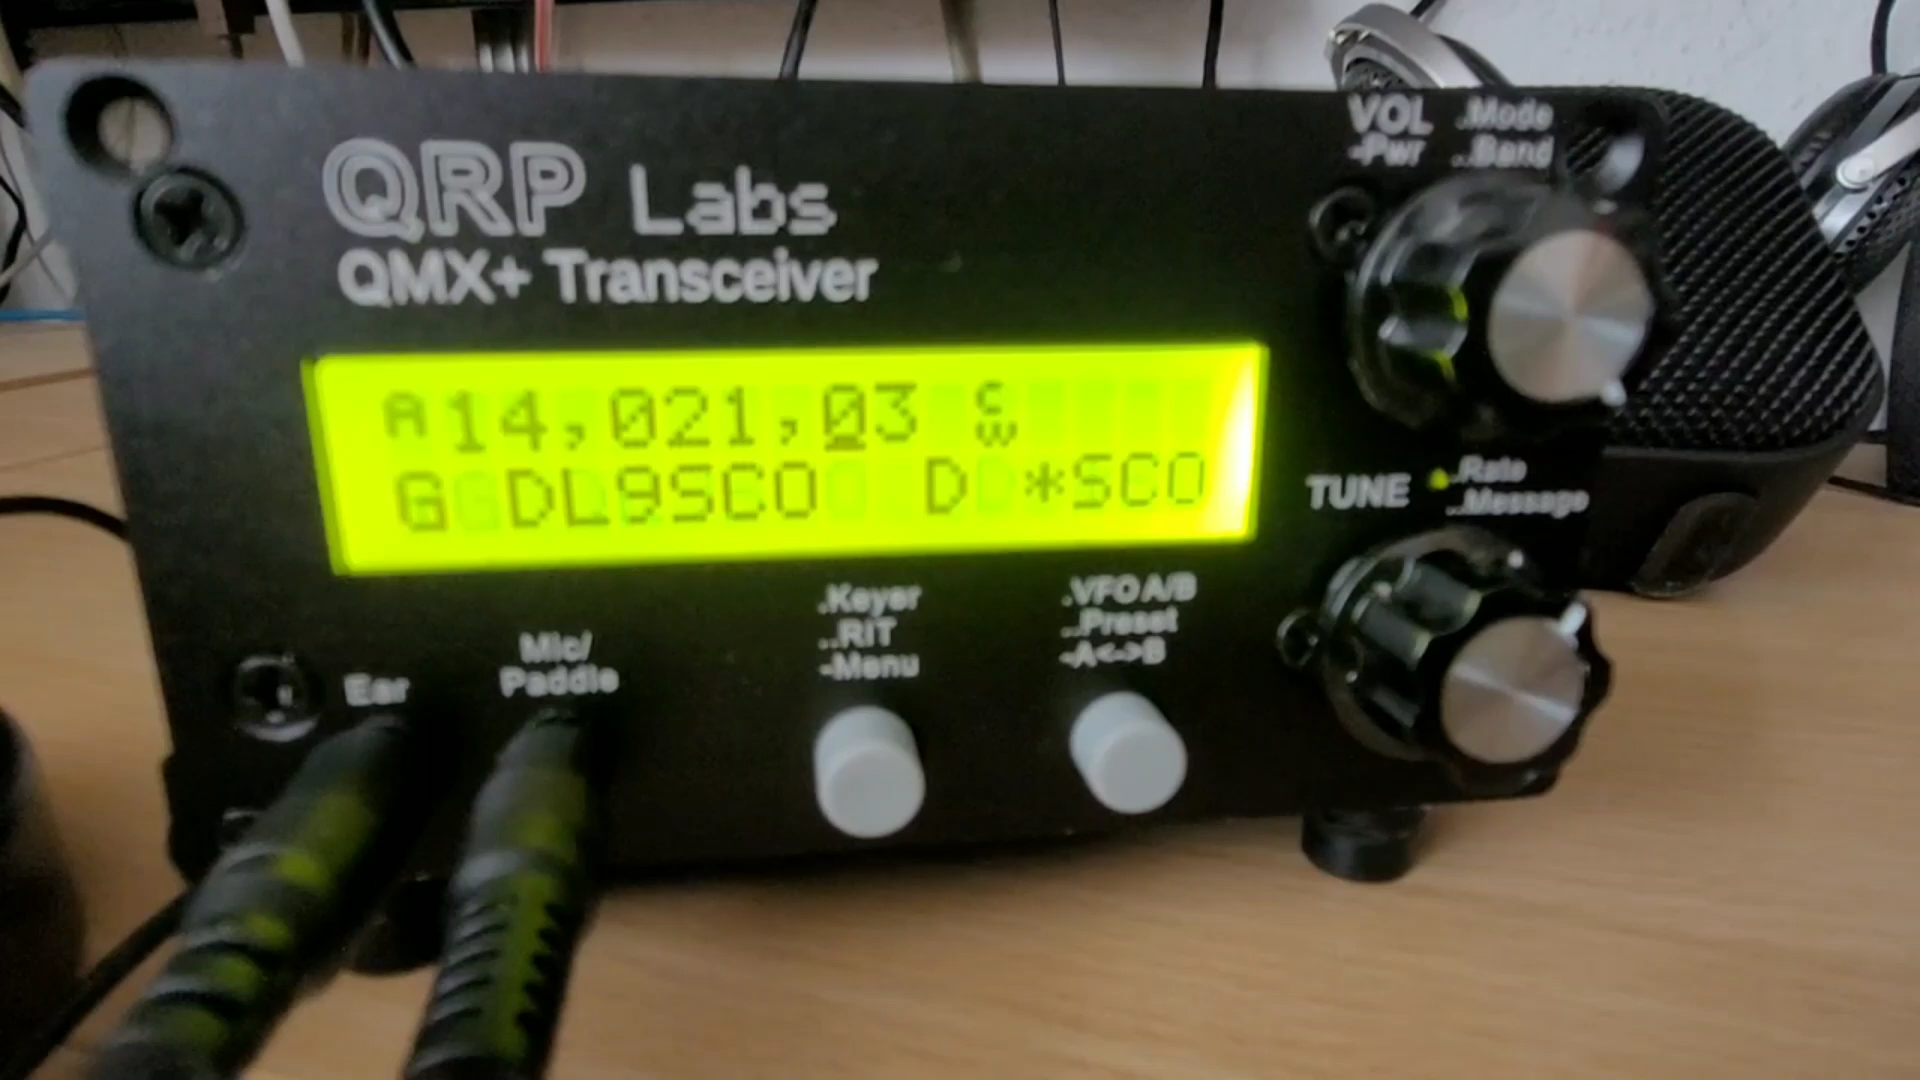 QRP Labs
QMX+ Transceiver
VOL .Mode
-Pwr ..Band
A14,021,03 CW
G DL9SCO D *SCO
TUNE .Rate
..Message
.Keyer
..RIT
-Menu
.VFO A/B
..Preset
-A<->B
Ear
Mic/
Paddle